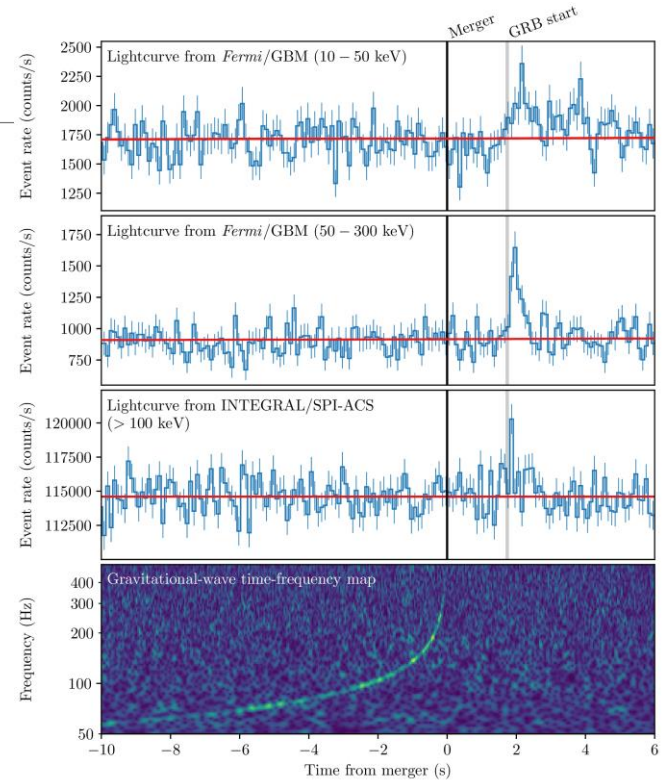 Merger
GRB start
Lightcurve from Fermi/GBM (10 − 50 keV)
Event rate (counts/s)
2500
2250
2000
1750
1500
1250
Lightcurve from Fermi/GBM (50 − 300 keV)
Event rate (counts/s)
1750
1500
1250
1000
750
Lightcurve from INTEGRAL/SPI-ACS
(> 100 keV)
Event rate (counts/s)
120000
117500
115000
112500
Gravitational-wave time-frequency map
Frequency (Hz)
400
300
200
100
50
−10 −8 −6 −4 −2 0 2 4 6
Time from merger (s)